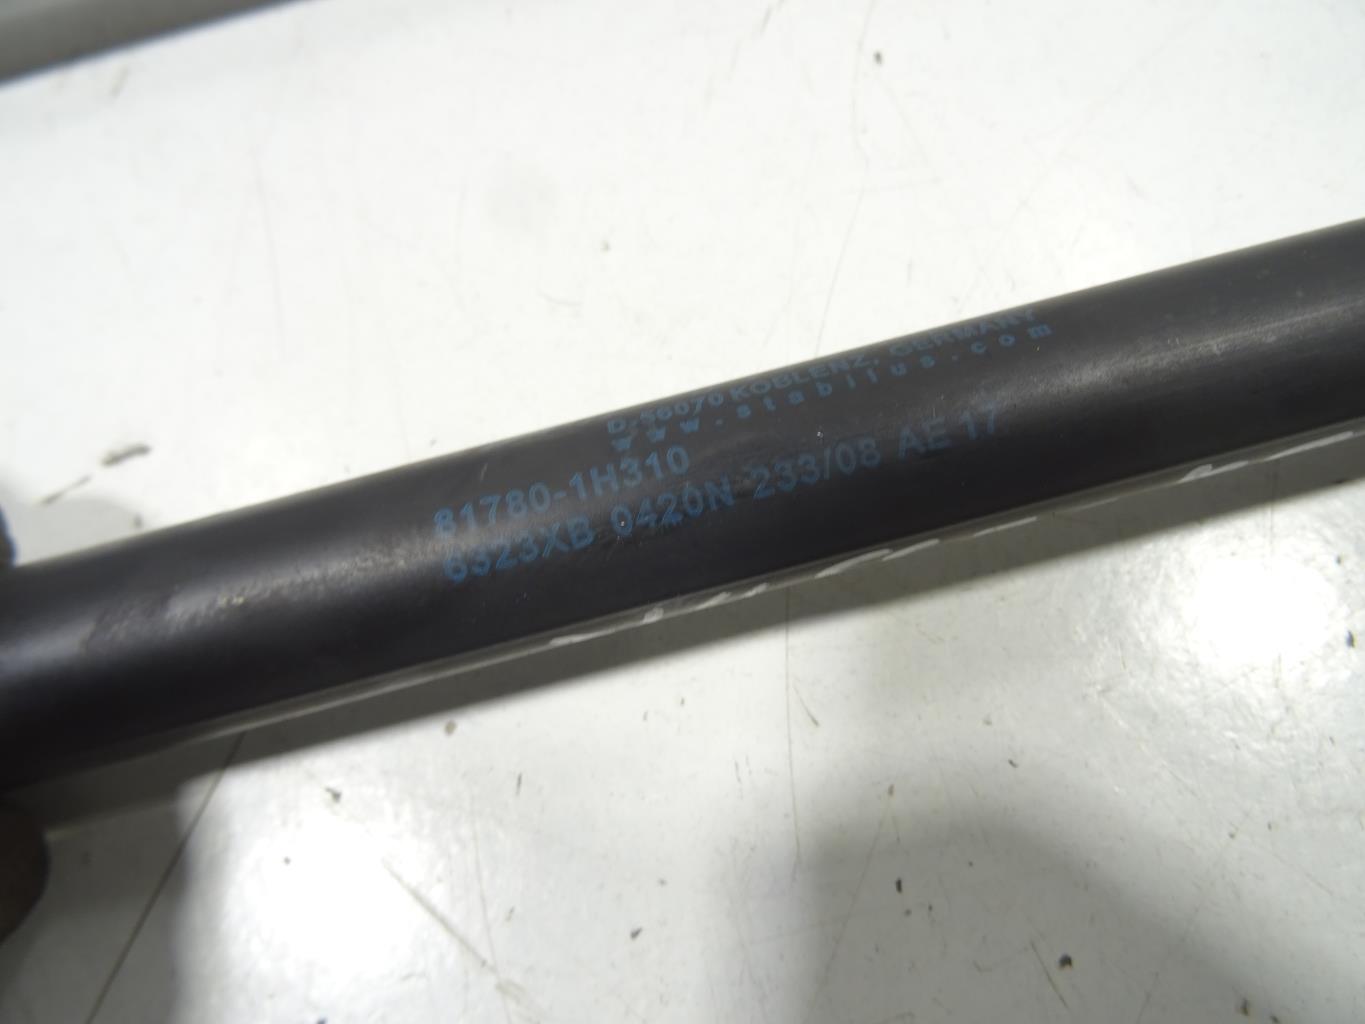 D-56070 KOBLENZ, GERMANY
www.stabilus.com
81780-1H310
6323XB 0420N 233/08 AE 17